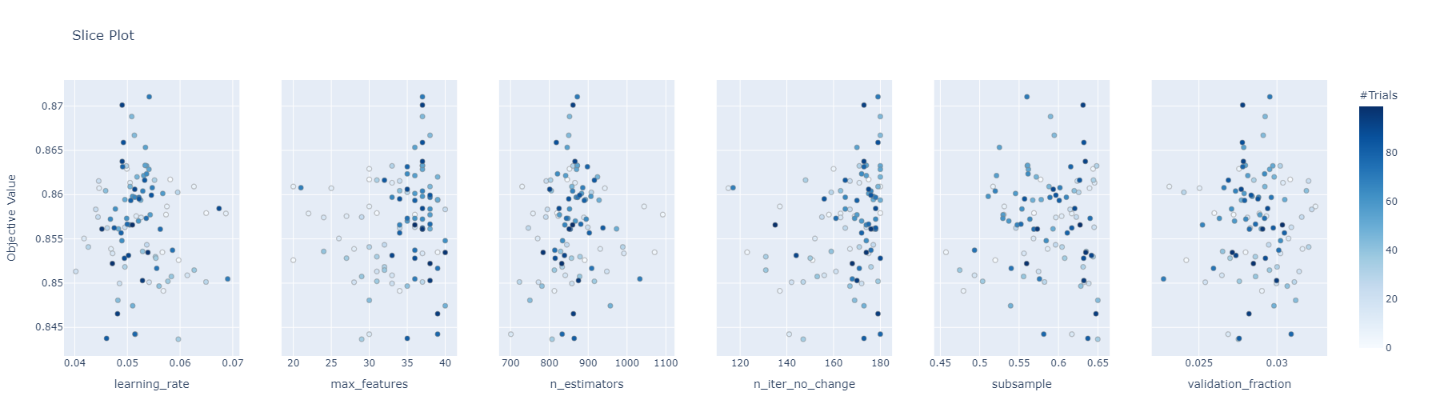 Slice Plot
Objective Value
0.87
0.865
0.86
0.855
0.85
0.845
0.04 0.05 0.06 0.07
learning_rate
20 25 30 35 40
max_features
700 800 900 1000 1100
n_estimators
120 140 160 180
n_iter_no_change
0.45 0.5 0.55 0.6 0.65
subsample
0.025 0.03
validation_fraction
#Trials
80
60
40
20
0